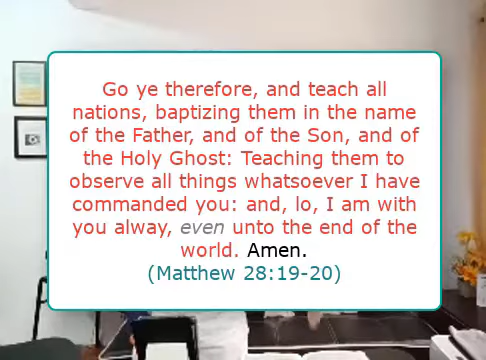 Go ye therefore, and teach all
nations, baptizing them in the name
of the Father, and of the Son, and of
the Holy Ghost: Teaching them to
observe all things whatsoever I have
commanded you: and, lo, I am with
you alway, even unto the end of the
world. Amen.
(Matthew 28:19-20)